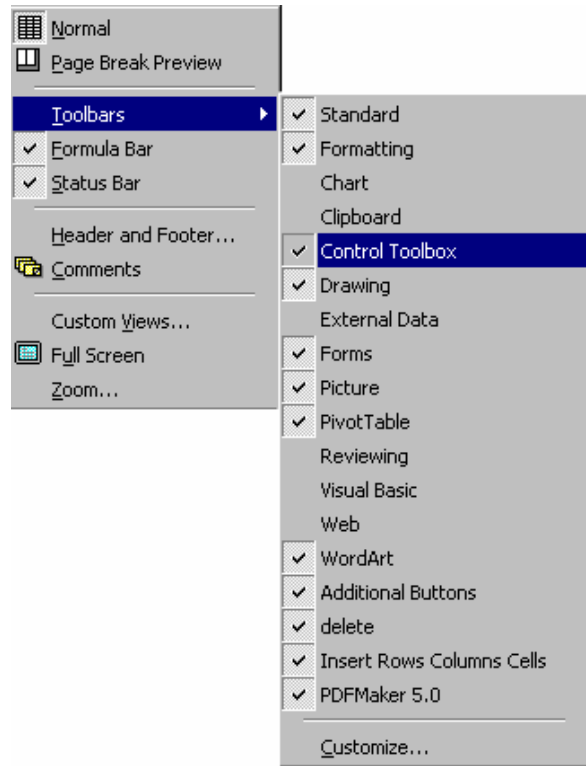 Normal
Page Break Preview
Toolbars
Formula Bar
Status Bar
Header and Footer...
Comments
Custom Views...
Full Screen
Zoom...
Standard
Formatting
Chart
Clipboard
Control Toolbox
Drawing
External Data
Forms
Picture
PivotTable
Reviewing
Visual Basic
Web
WordArt
Additional Buttons
delete
Insert Rows Columns Cells
PDFMaker 5.0
Customize...